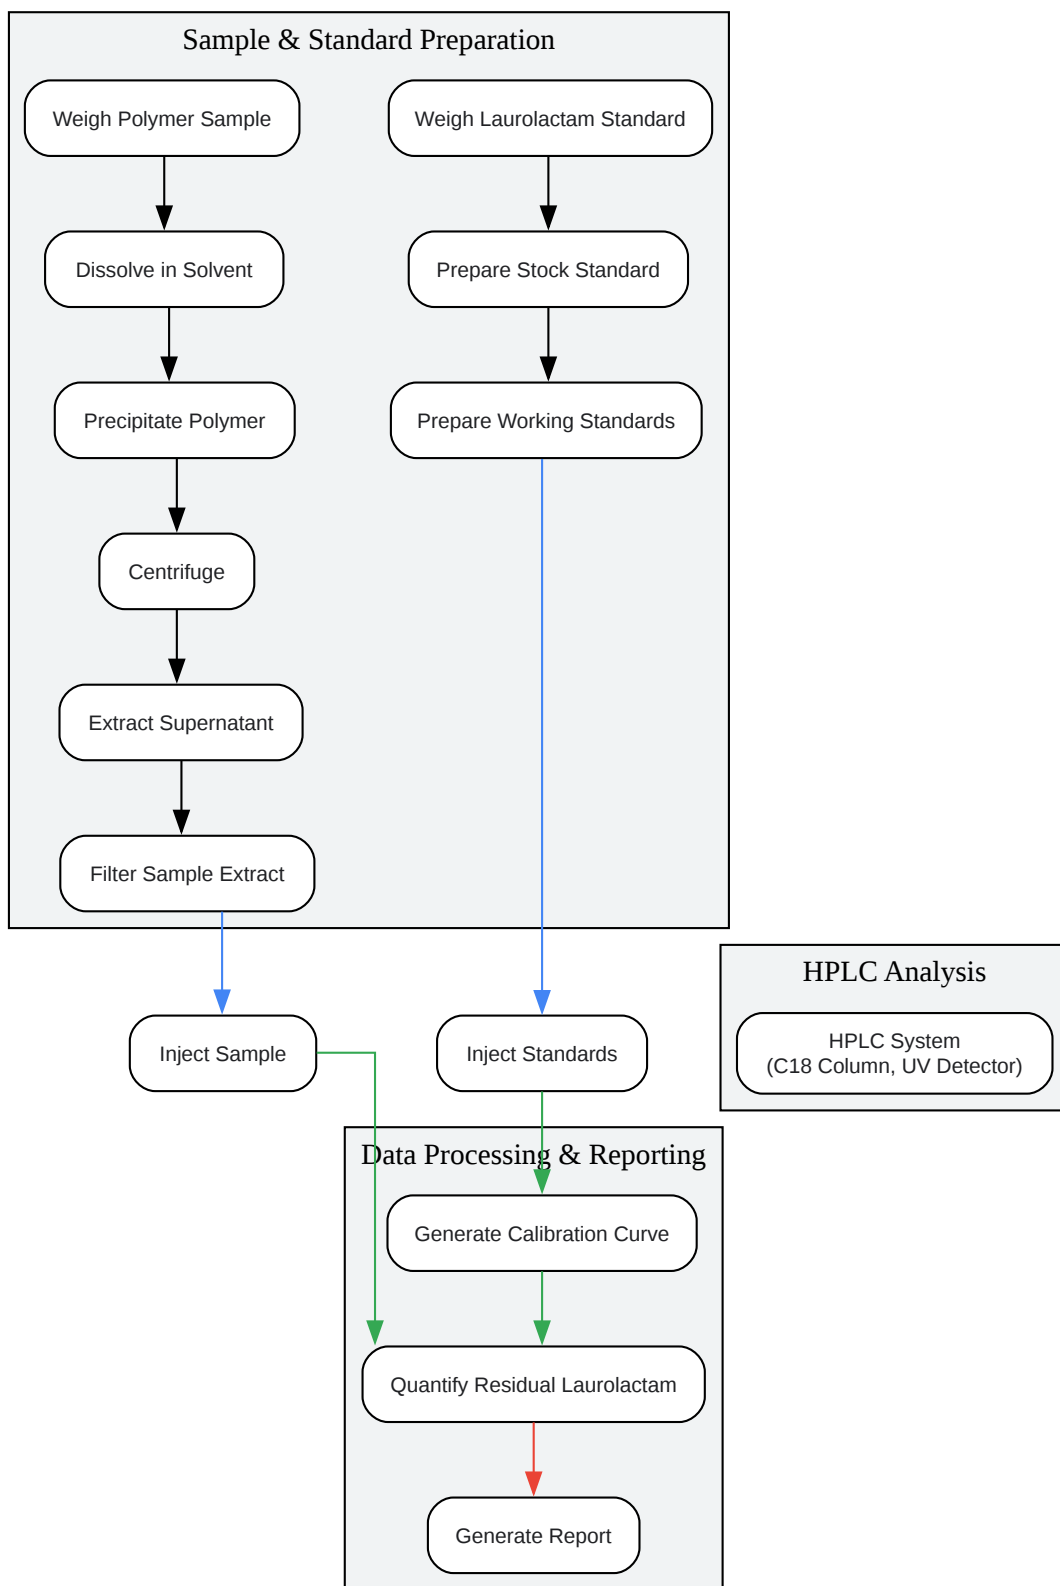 Sample & Standard Preparation
Weigh Polymer Sample
Weigh Laurolactam Standard
Dissolve in Solvent
Prepare Stock Standard
Precipitate Polymer
Prepare Working Standards
Centrifuge
Extract Supernatant
Filter Sample Extract
HPLC Analysis
HPLC System
(C18 Column, UV Detector)
Inject Sample
Inject Standards
Data Processing & Reporting
Generate Calibration Curve
Quantify Residual Laurolactam
Generate Report